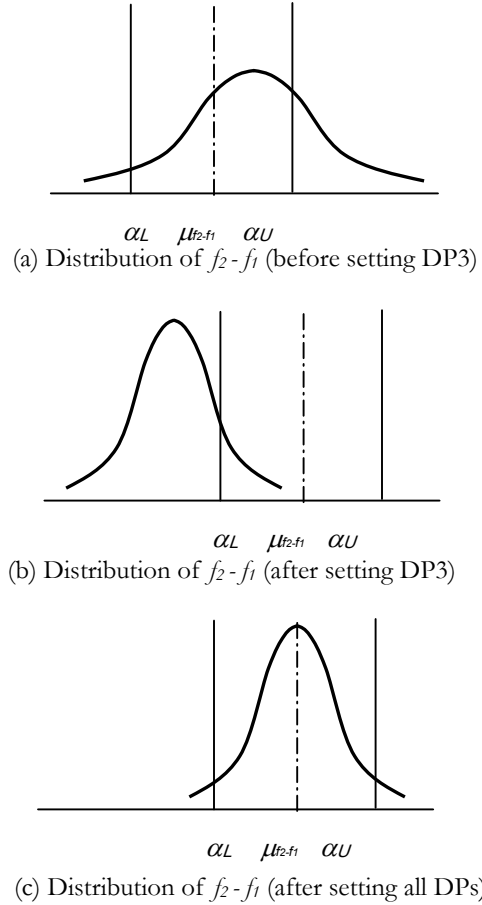 αL μf2-f1 αU
(a) Distribution of f2 - f1 (before setting DP3)
αL μf2-f1 αU
(b) Distribution of f2 - f1 (after setting DP3)
αL μf2-f1 αU
(c) Distribution of f2 - f1 (after setting all DPs)